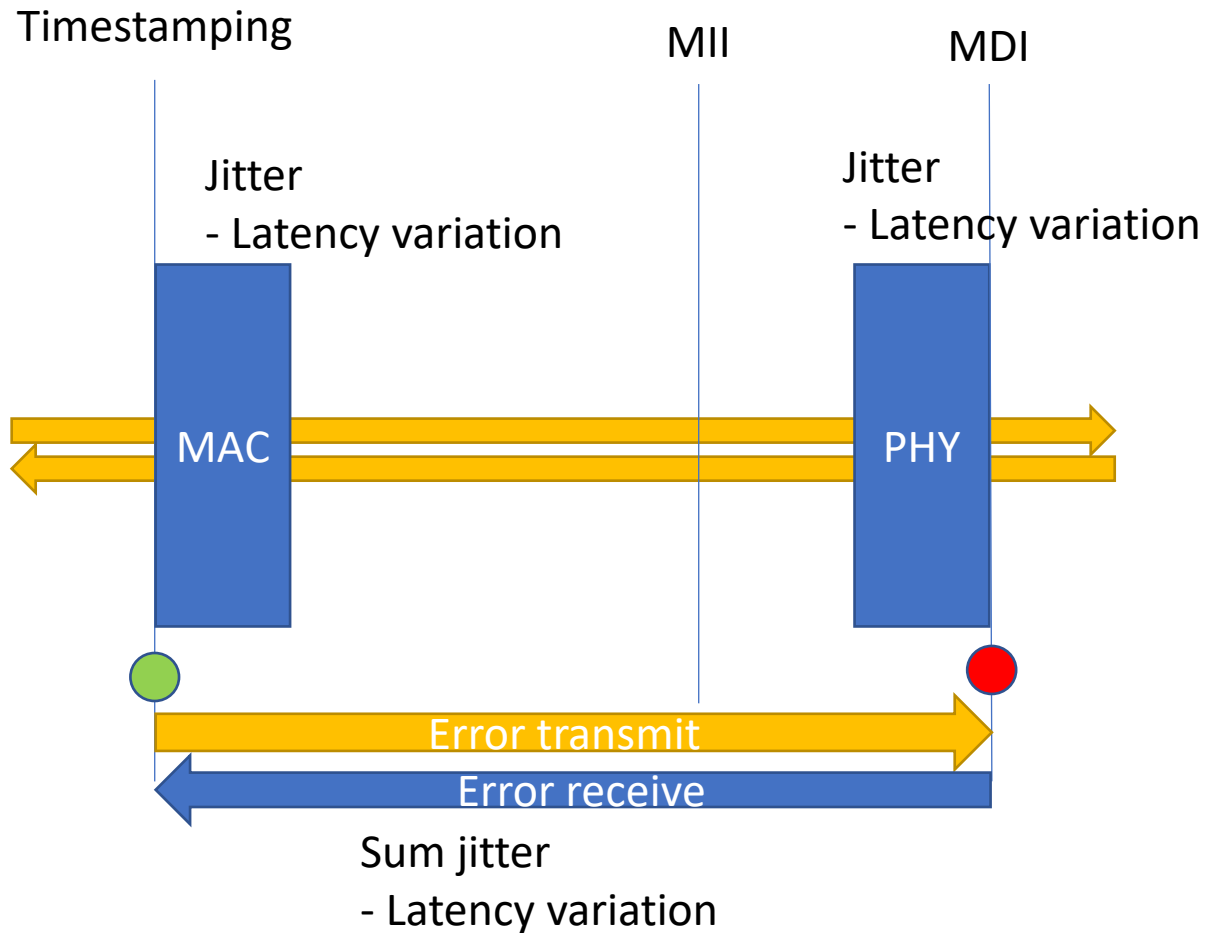 Timestamping
MII
MDI
Jitter
- Latency variation
Jitter
- Latency variation
MAC
PHY
Error transmit
Error receive
Sum jitter
- Latency variation